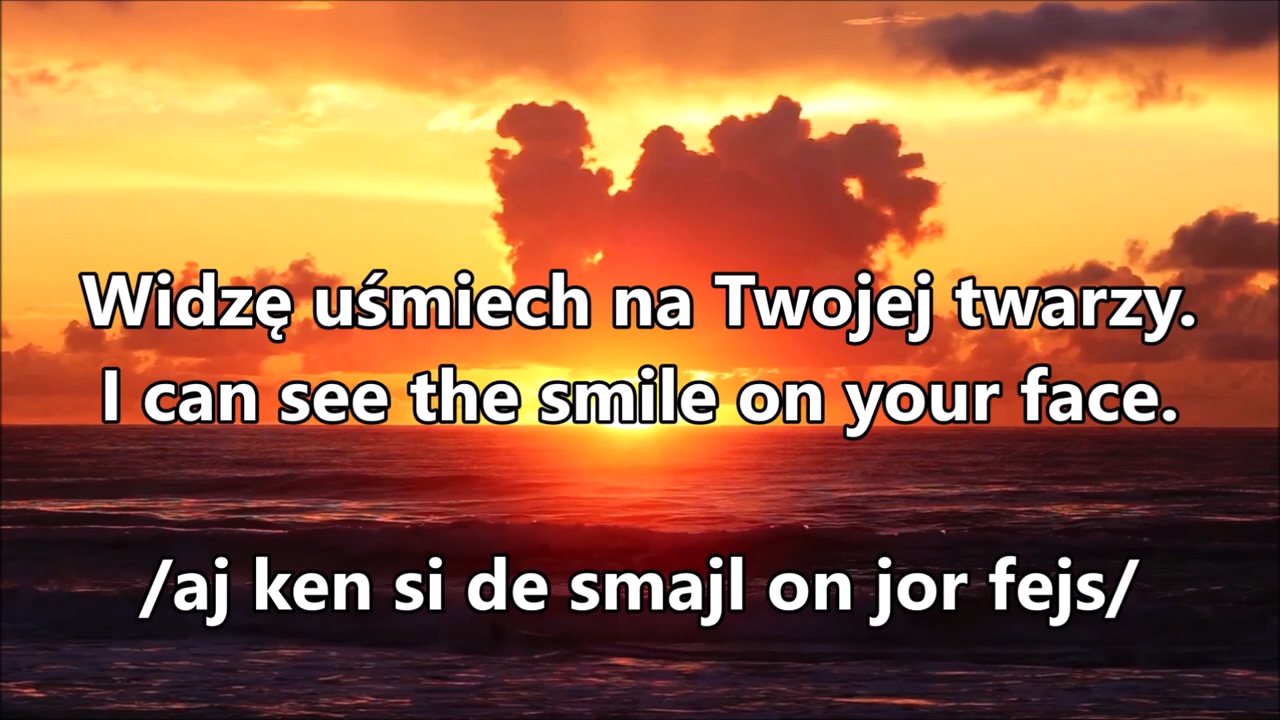 Widzę uśmiech na Twojej twarzy.
I can see the smile on your face.
/aj ken si de smajl on jor fejs/